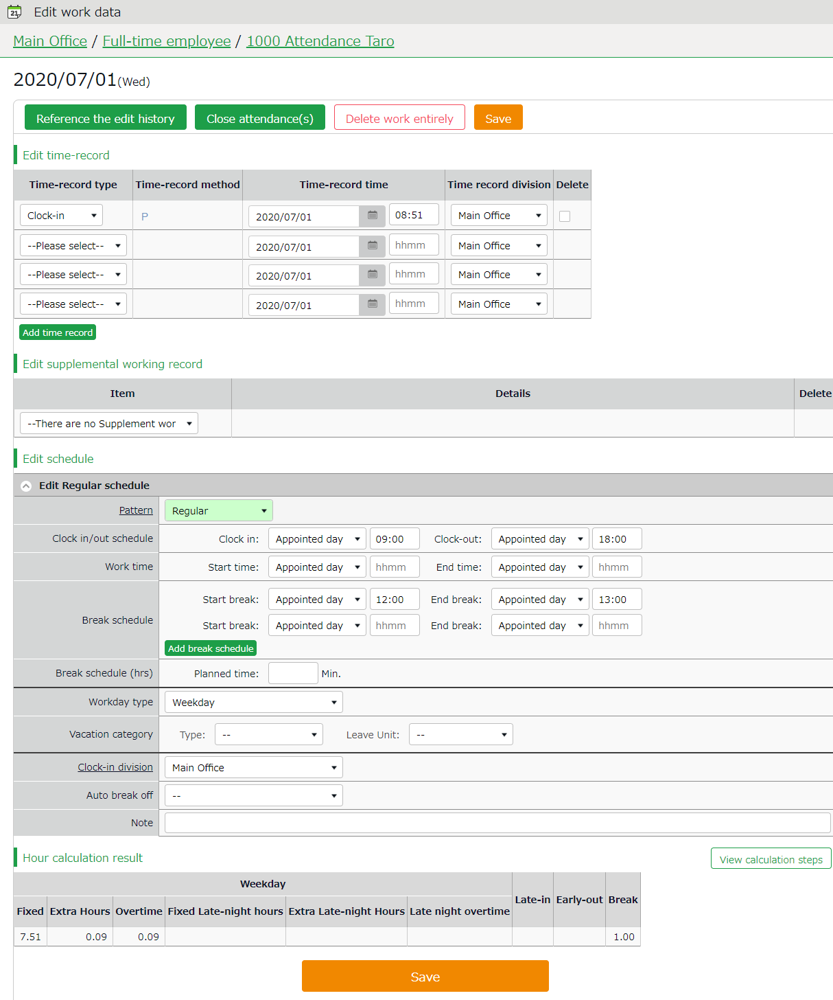 21 Edit work data
Main Office / Full-time employee / 1000 Attendance Taro
2020/07/01(Wed)
Reference the edit history Close attendance(s) Delete work entirely Save
Edit time-record
Time-record type Time-record method Time-record time Time record division Delete
Clock-in P 2020/07/01 08:51 Main Office
--Please select-- 2020/07/01 hhmm Main Office
--Please select-- 2020/07/01 hhmm Main Office
--Please select-- 2020/07/01 hhmm Main Office
Add time record
Edit supplemental working record
Item Details Delete
--There are no Supplement wor
Edit schedule
Edit Regular schedule
Pattern Regular
Clock in/out schedule Clock in: Appointed day 09:00 Clock-out: Appointed day 18:00
Work time Start time: Appointed day hhmm End time: Appointed day hhmm
Break schedule Start break: Appointed day 12:00 End break: Appointed day 13:00
Start break: Appointed day hhmm End break: Appointed day hhmm
Add break schedule
Break schedule (hrs) Planned time: Min.
Workday type Weekday
Vacation category Type: -- Leave Unit: --
Clock-in division Main Office
Auto break off --
Note
Hour calculation result View calculation steps
Weekday Late-in Early-out Break
Fixed Extra Hours Overtime Fixed Late-night hours Extra Late-night Hours Late night overtime
7.51 0.09 0.09 1.00
Save